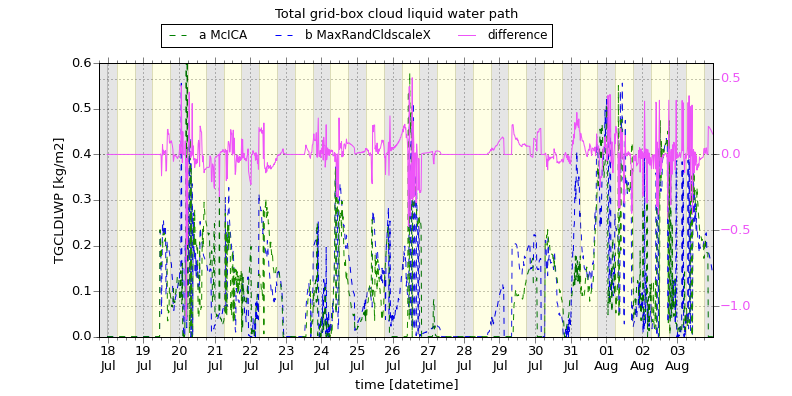 Total grid-box cloud liquid water path
a McICA b MaxRandCldscaleX difference
0.6
0.5
0.4
0.3
0.2
0.1
0.0
TGCLDLWP [kg/m2]
0.5
0.0
−0.5
−1.0
18 19 20 21 22 23 24 25 26 27 28 29 30 31 01 02 03
Jul Jul Jul Jul Jul Jul Jul Jul Jul Jul Jul Jul Jul Jul Aug Aug Aug
time [datetime]